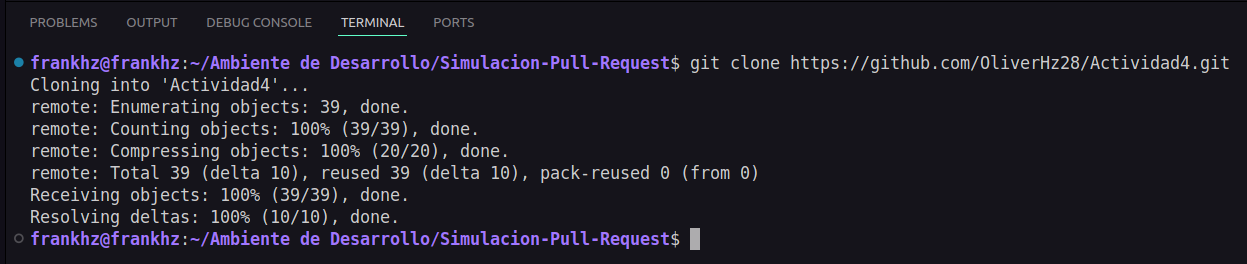 PROBLEMS OUTPUT DEBUG CONSOLE TERMINAL PORTS
frankhz@frankhz:~/Ambiente de Desarrollo/Simulacion-Pull-Request$ git clone https://github.com/OliverHz28/Actividad4.git
Cloning into 'Actividad4'...
remote: Enumerating objects: 39, done.
remote: Counting objects: 100% (39/39), done.
remote: Compressing objects: 100% (20/20), done.
remote: Total 39 (delta 10), reused 39 (delta 10), pack-reused 0 (from 0)
Receiving objects: 100% (39/39), done.
Resolving deltas: 100% (10/10), done.
frankhz@frankhz:~/Ambiente de Desarrollo/Simulacion-Pull-Request$